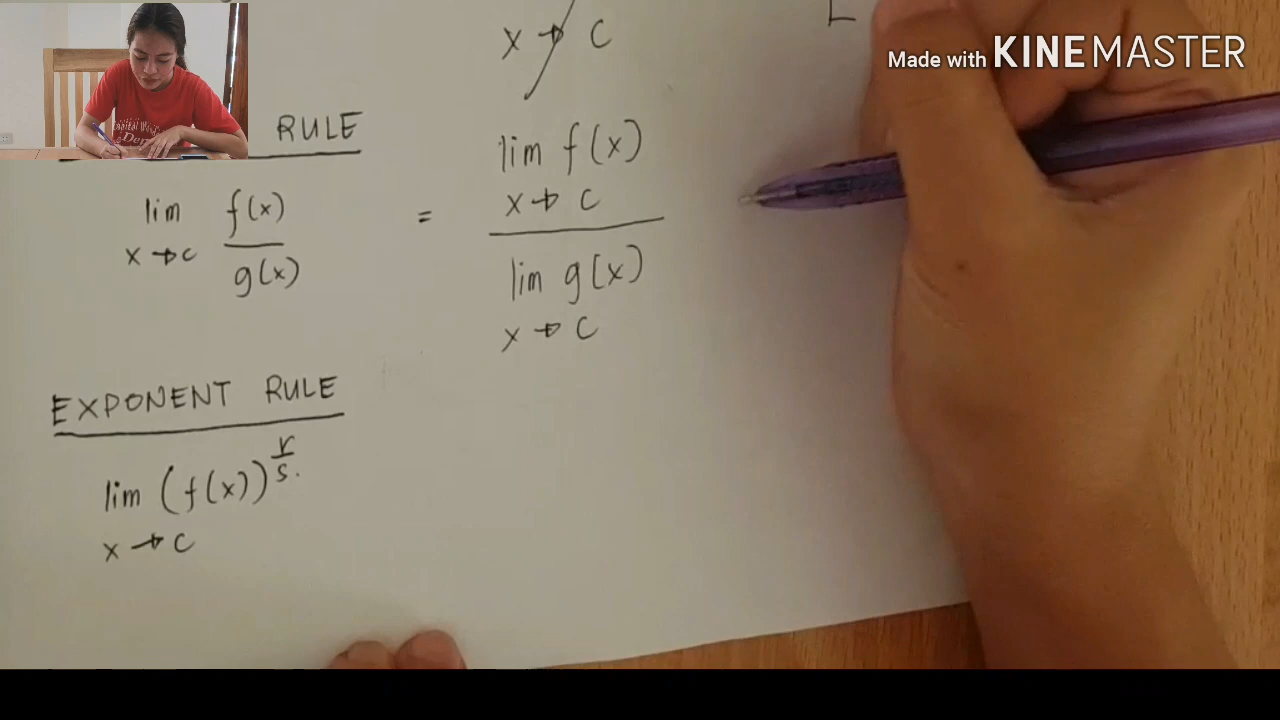 Made with KINEMASTER
x → c
RULE
lim f(x)
x → c
lim f(x)
x → c g(x)
=
lim g(x)
x → c
EXPONENT RULE
lim (f(x)) r/s.
x → c